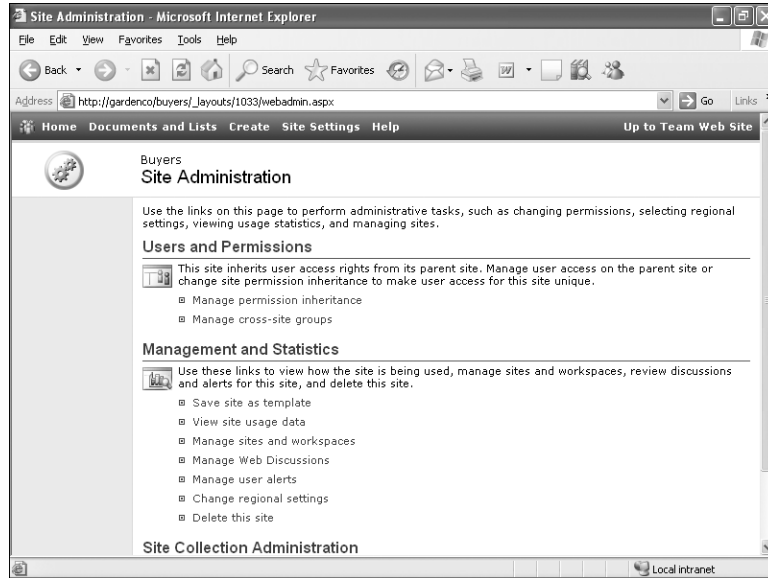 Site Administration - Microsoft Internet Explorer
File Edit View Favorites Tools Help
Back Search Favorites
Address http://gardenco/buyers/_layouts/1033/webadmin.aspx Go Links
Home Documents and Lists Create Site Settings Help Up to Team Web Site
Buyers
Site Administration
Use the links on this page to perform administrative tasks, such as changing permissions, selecting regional
settings, viewing usage statistics, and managing sites.
Users and Permissions
This site inherits user access rights from its parent site. Manage user access on the parent site or
change site permission inheritance to make user access for this site unique.
Manage permission inheritance
Manage cross-site groups
Management and Statistics
Use these links to view how the site is being used, manage sites and workspaces, review discussions
and alerts for this site, and delete this site.
Save site as template
View site usage data
Manage sites and workspaces
Manage Web Discussions
Manage user alerts
Change regional settings
Delete this site
Site Collection Administration
Local intranet